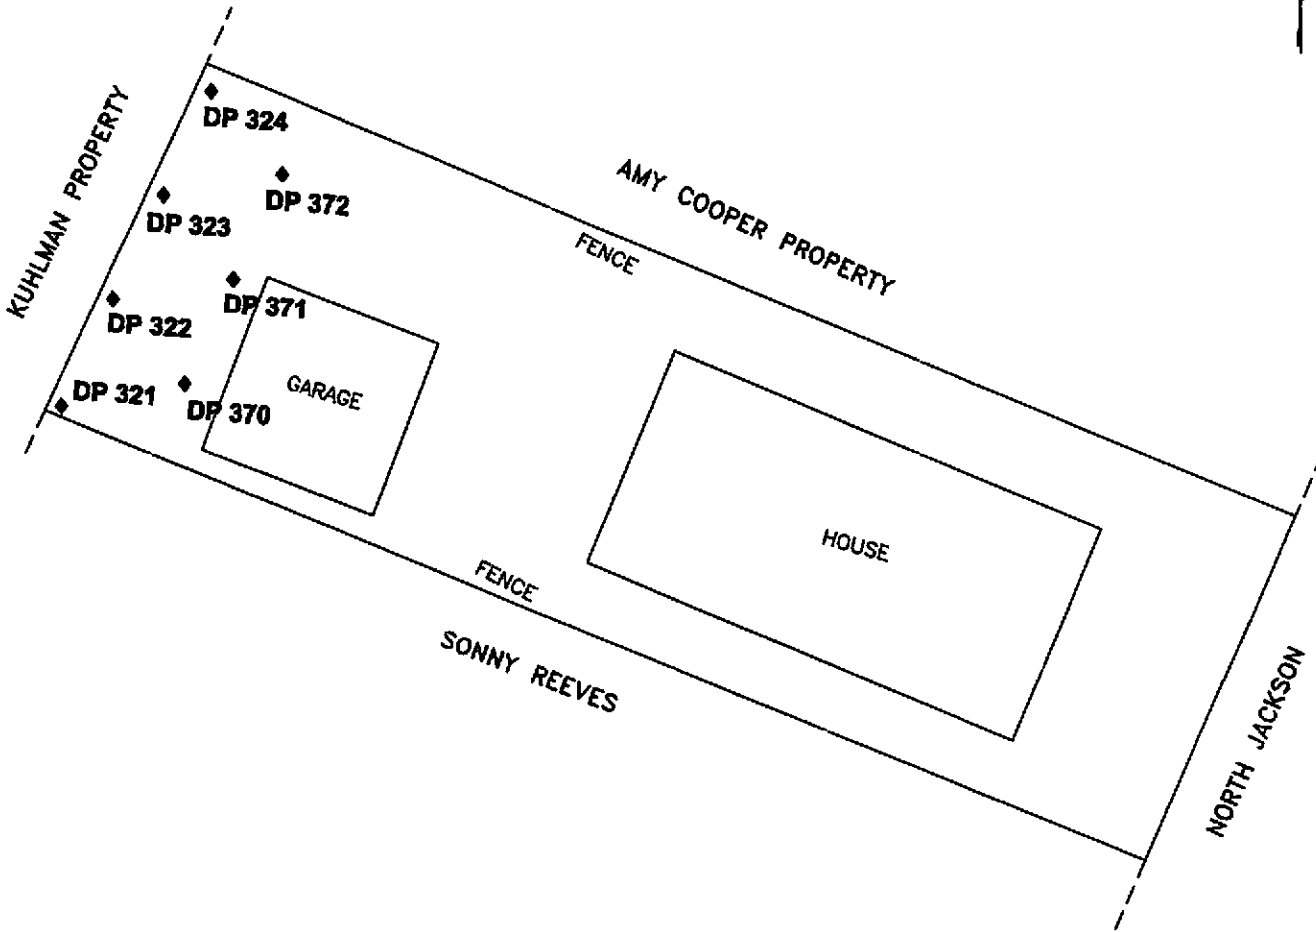 DP 324
KUHLMAN PROPERTY
DP 372
DP 323
AMY COOPER PROPERTY
FENCE
DP 371
DP 322
DP 321
DP 370
GARAGE
HOUSE
FENCE
SONNY REEVES
NORTH JACKSON